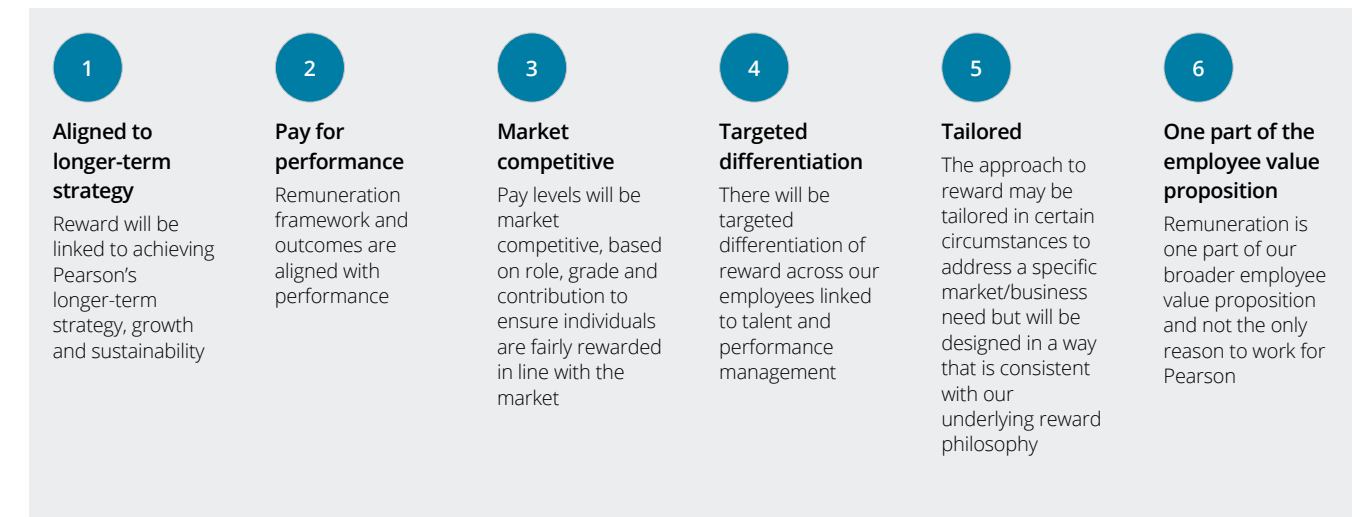 1
Aligned to
longer-term
strategy
Reward will be
linked to achieving
Pearson’s
longer-term
strategy, growth
and sustainability
2
Pay for
performance
Remuneration
framework and
outcomes are
aligned with
performance
3
Market
competitive
Pay levels will be
market
competitive, based
on role, grade and
contribution to
ensure individuals
are fairly rewarded
in line with the
market
4
Targeted
differentiation
There will be
targeted
differentiation of
reward across our
employees linked
to talent and
performance
management
5
Tailored
The approach to
reward may be
tailored in certain
circumstances to
address a specific
market/business
need but will be
designed in a way
that is consistent
with our
underlying reward
philosophy
6
One part of the
employee value
proposition
Remuneration is
one part of our
broader employee
value proposition
and not the only
reason to work for
Pearson